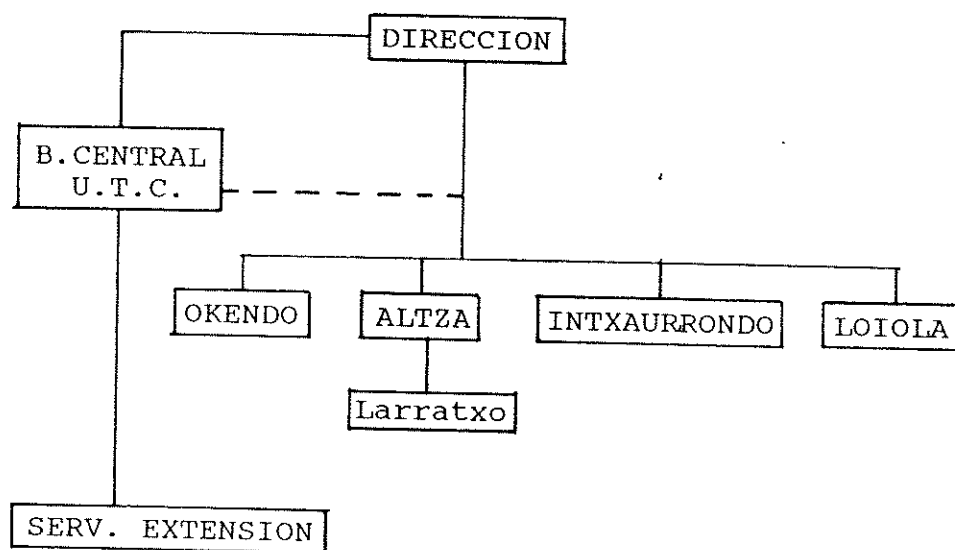 DIRECCION
B.CENTRAL
U.T.C.
OKENDO
ALTZA
INTXAURRONDO
LOIOLA
Larratxo
SERV. EXTENSION